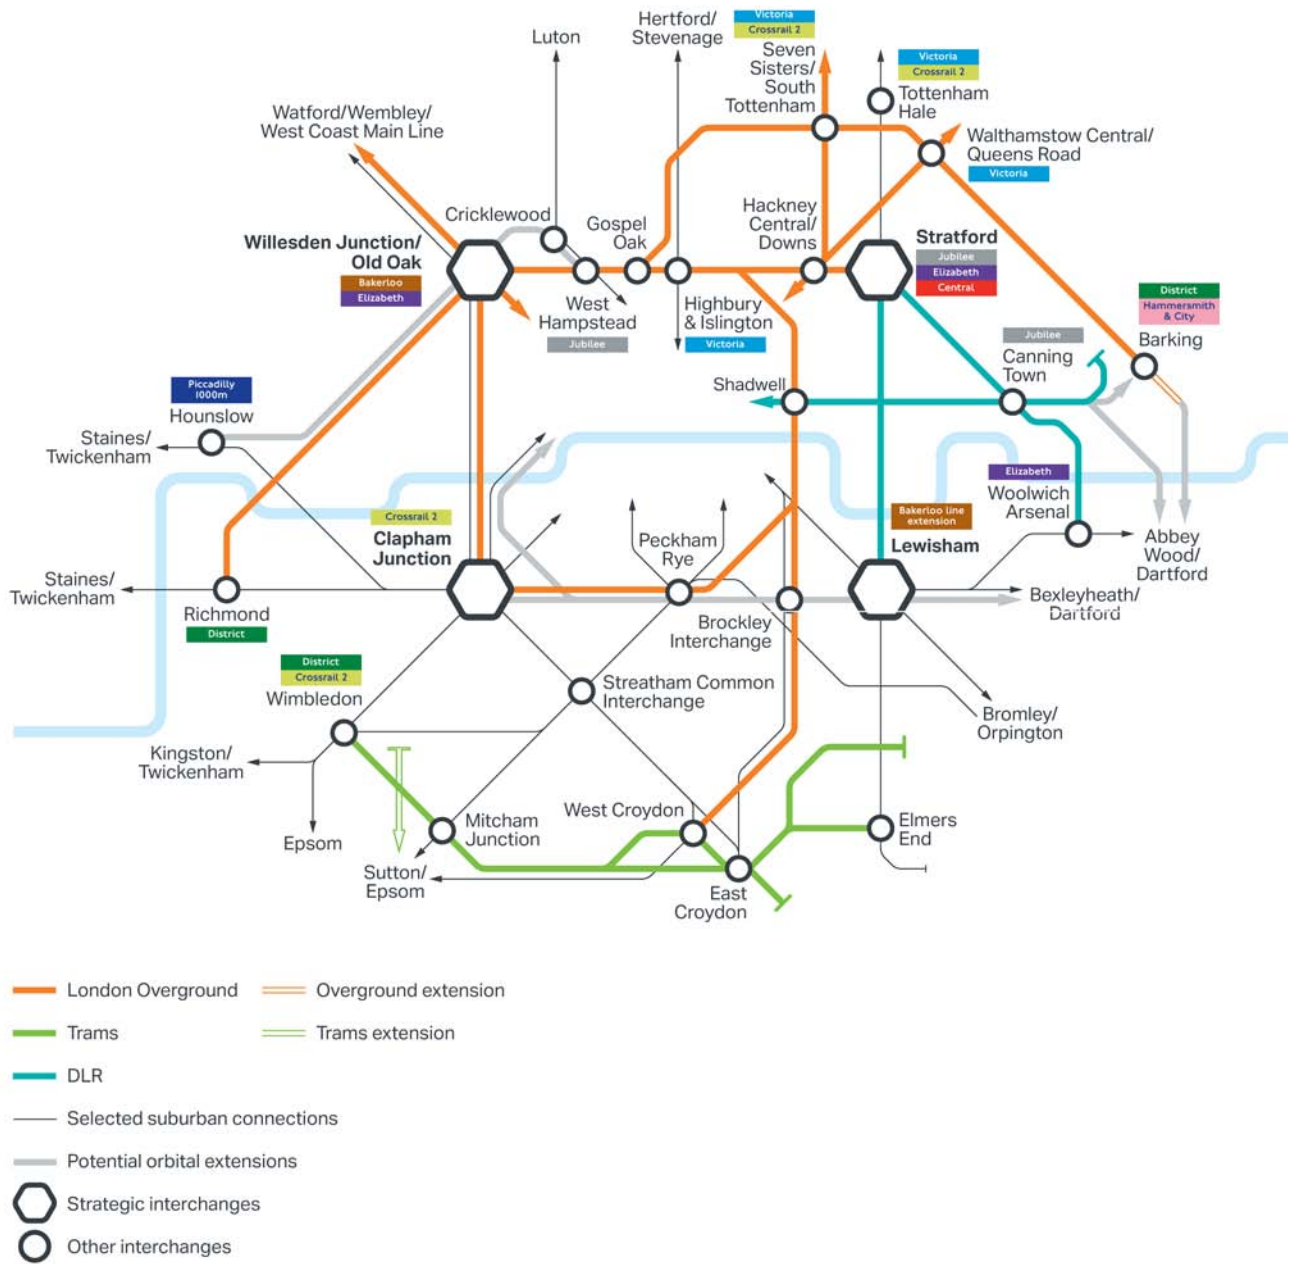 Victoria
Crossrail 2
Seven
Sisters/
South
Tottenham
Hertford/
Stevenage
Luton
Victoria
Crossrail 2
Tottenham
Hale
Watford/Wembley/
West Coast Main Line
Walthamstow Central/
Queens Road
Victoria
Cricklewood
Gospel
Oak
Hackney
Central/
Downs
Willesden Junction/
Old Oak
Bakerloo
Elizabeth
Stratford
Jubilee
Elizabeth
Central
West
Hampstead
Jubilee
Highbury
& Islington
Victoria
District
Hammersmith
& City
Barking
Jubilee
Canning
Town
Shadwell
Piccadilly
1000m
Hounslow
Staines/
Twickenham
Elizabeth
Woolwich
Arsenal
Crossrail 2
Clapham
Junction
Peckham
Rye
Bakerloo line
extension
Lewisham
Abbey
Wood/
Dartford
Staines/
Twickenham
Richmond
District
Brockley
Interchange
Bexleyheath/
Dartford
District
Crossrail 2
Wimbledon
Streatham Common
Interchange
Bromley/
Orpington
Kingston/
Twickenham
Epsom
Mitcham
Junction
West Croydon
Elmers
End
Sutton/
Epsom
East
Croydon
London Overground
Overground extension
Trams
Trams extension
DLR
Selected suburban connections
Potential orbital extensions
Strategic interchanges
Other interchanges